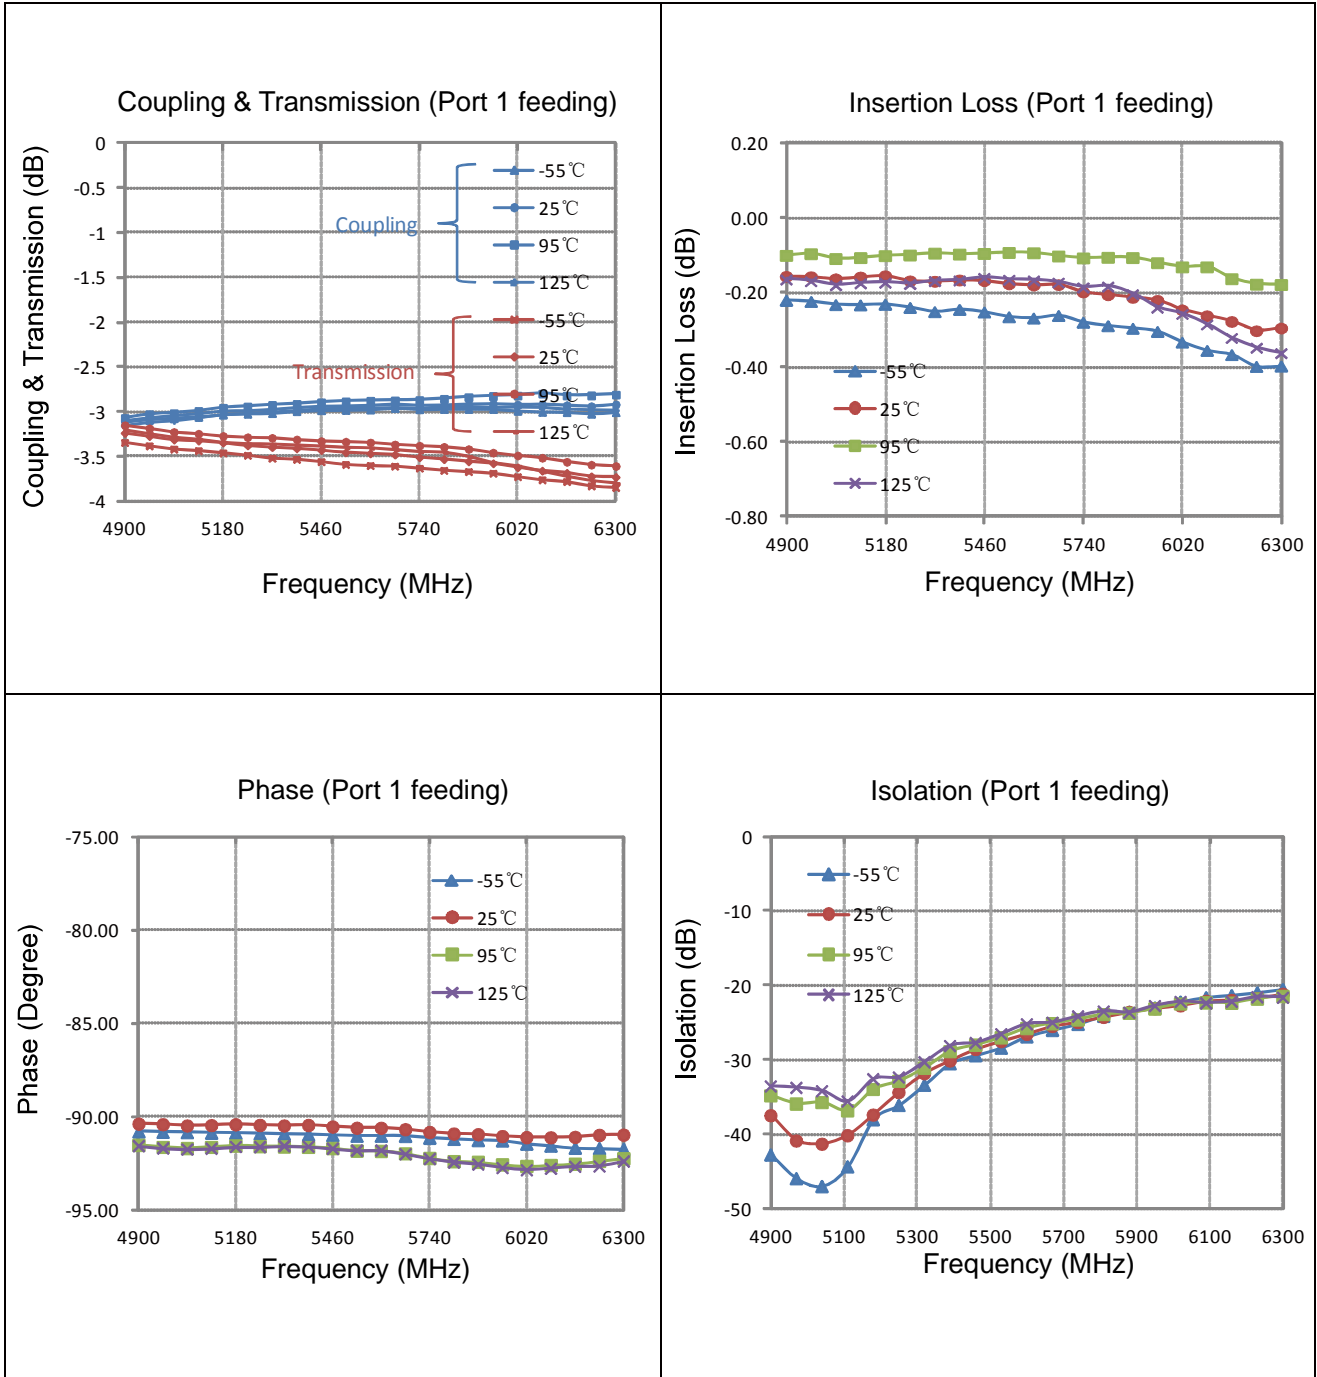 Coupling & Transmission (Port 1 feeding)
Coupling & Transmission (dB)
0
-0.5
-1
-1.5
-2
-2.5
-3
-3.5
-4
4900 5180 5460 5740 6020 6300
Frequency (MHz)
Coupling
-55℃
25℃
95℃
125℃
Transmission
-55℃
25℃
95℃
125℃
Insertion Loss (Port 1 feeding)
Insertion Loss (dB)
0.20
0.00
-0.20
-0.40
-0.60
-0.80
4900 5180 5460 5740 6020 6300
Frequency (MHz)
-55℃
25℃
95℃
125℃
Phase (Port 1 feeding)
Phase (Degree)
-75.00
-80.00
-85.00
-90.00
-95.00
4900 5180 5460 5740 6020 6300
Frequency (MHz)
-55℃
25℃
95℃
125℃
Isolation (Port 1 feeding)
Isolation (dB)
0
-10
-20
-30
-40
-50
4900 5100 5300 5500 5700 5900 6100 6300
Frequency (MHz)
-55℃
25℃
95℃
125℃